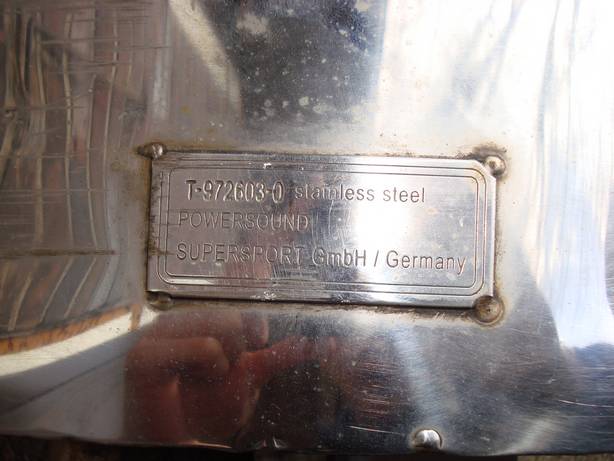 T-972603-0 stainless steel
POWERSOUND
SUPERSPORT GmbH / Germany